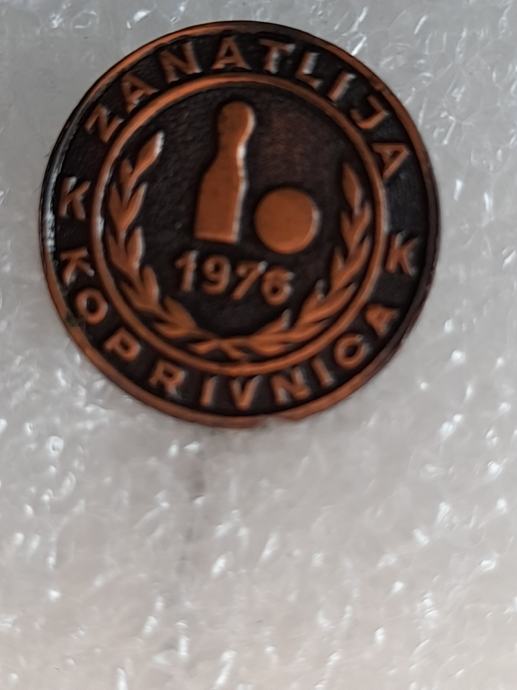 ZANATLIJA
K K
KOPRIVNICA
1976